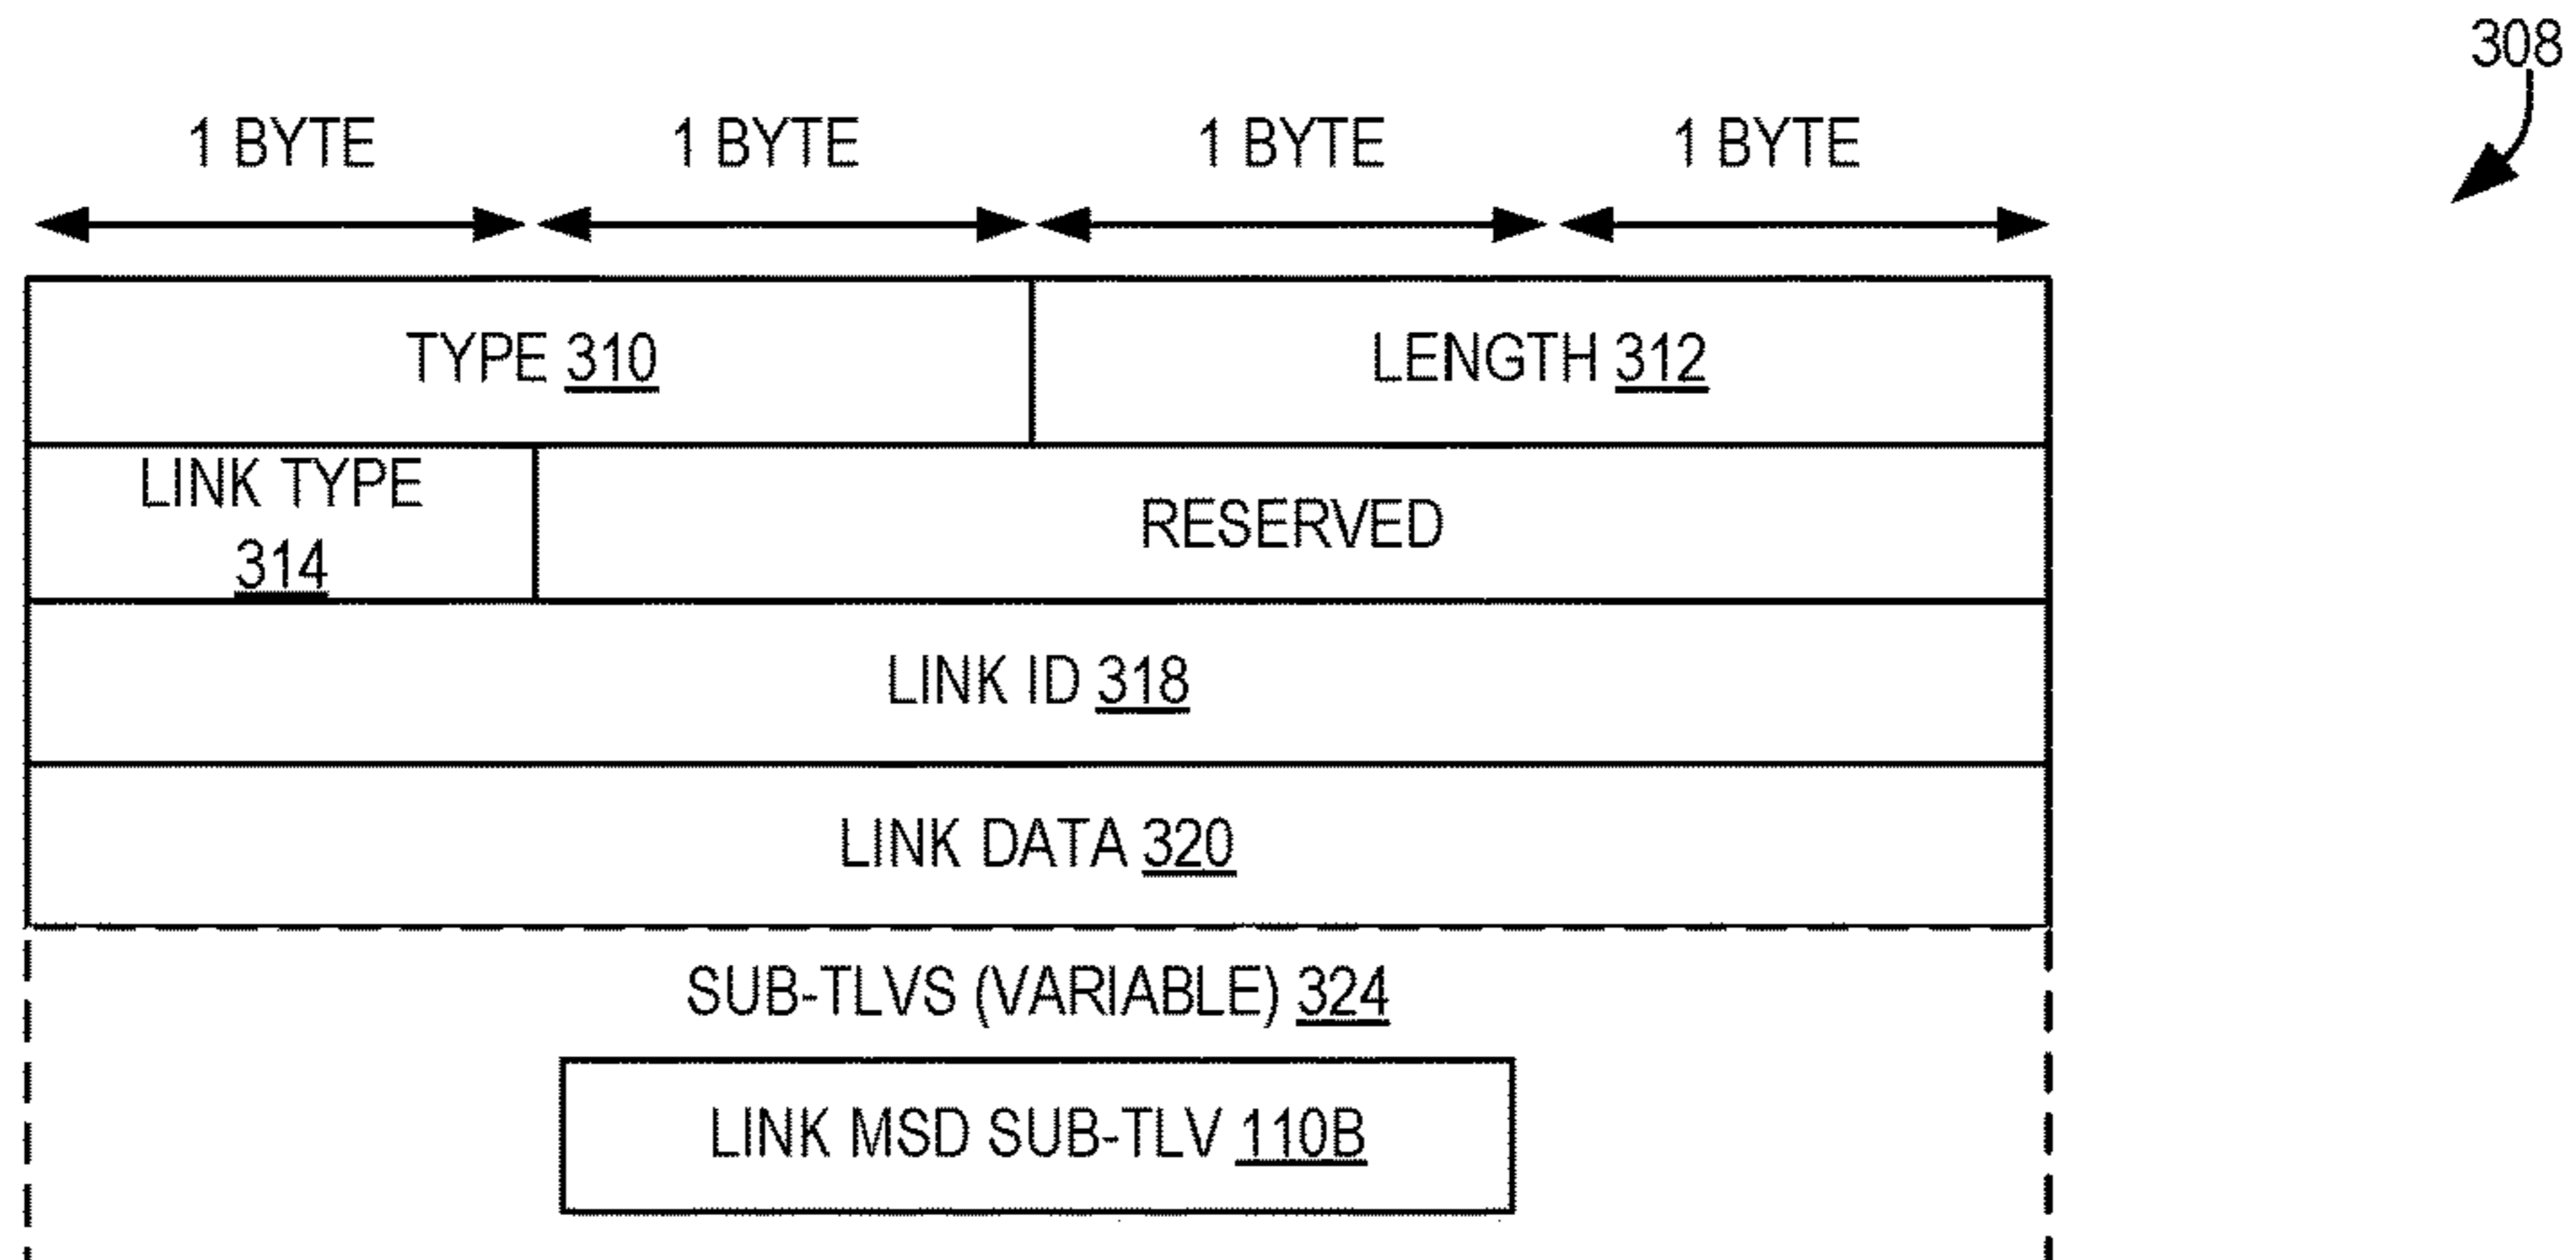 308
1 BYTE 1 BYTE 1 BYTE 1 BYTE
TYPE 310 LENGTH 312
LINK TYPE
314
RESERVED
LINK ID 318
LINK DATA 320
SUB-TLVS (VARIABLE) 324
LINK MSD SUB-TLV 110B